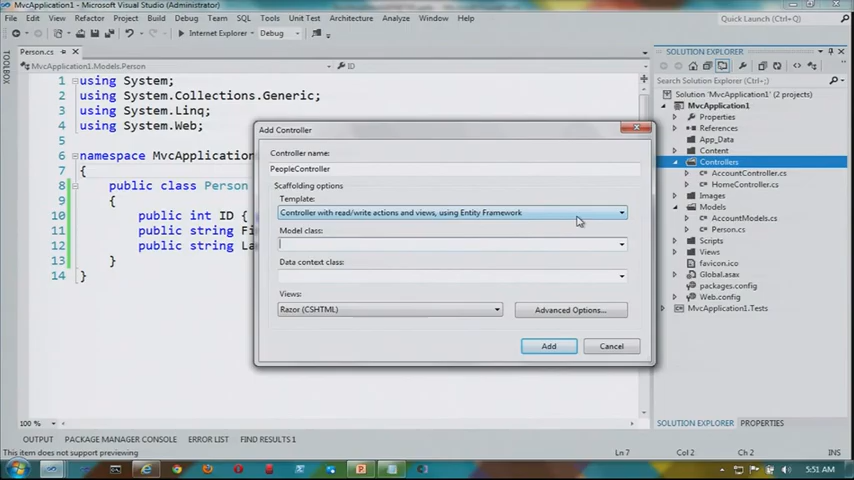 MvcApplication1 - Microsoft Visual Studio (Administrator)
File Edit View Refactor Project Build Debug Team SQL Data Tools Test Unit Architecture Analyze Window Help
Quick Launch
Internet Explorer
Debug
Person.cs
MvcApplication1.Models.Person
ID
TOOLBOX
1 using System;
2 using System.Collections.Generic;
3 using System.Linq;
4 using System.Web;
5
6 namespace MvcApplication
7 {
8 public class Person
9 {
10 public int ID {
11 public string Fi
12 public string La
13 }
14 }
100 %
Add Controller
Controller name:
PeopleController
Scaffolding options
Template:
Controller with read/write actions and views, using Entity Framework
Model class:
Data context class:
Views:
Razor (CSHTML)
Advanced Options...
Add
Cancel
SOLUTION EXPLORER
Search Solution Explorer (Ctrl+;)
Solution 'MvcApplication1' (2 projects)
MvcApplication1
Properties
References
App_Data
Content
Controllers
AccountController.cs
HomeController.cs
Images
Models
AccountModels.cs
Person.cs
Scripts
Views
favicon.ico
Global.asax
packages.config
Web.config
MvcApplication1.Tests
SOLUTION EXPLORER PROPERTIES
OUTPUT PACKAGE MANAGER CONSOLE ERROR LIST FIND RESULTS 1
This item does not support previewing
Ln 7 Col 2 Ch 2 INS
5:51 AM